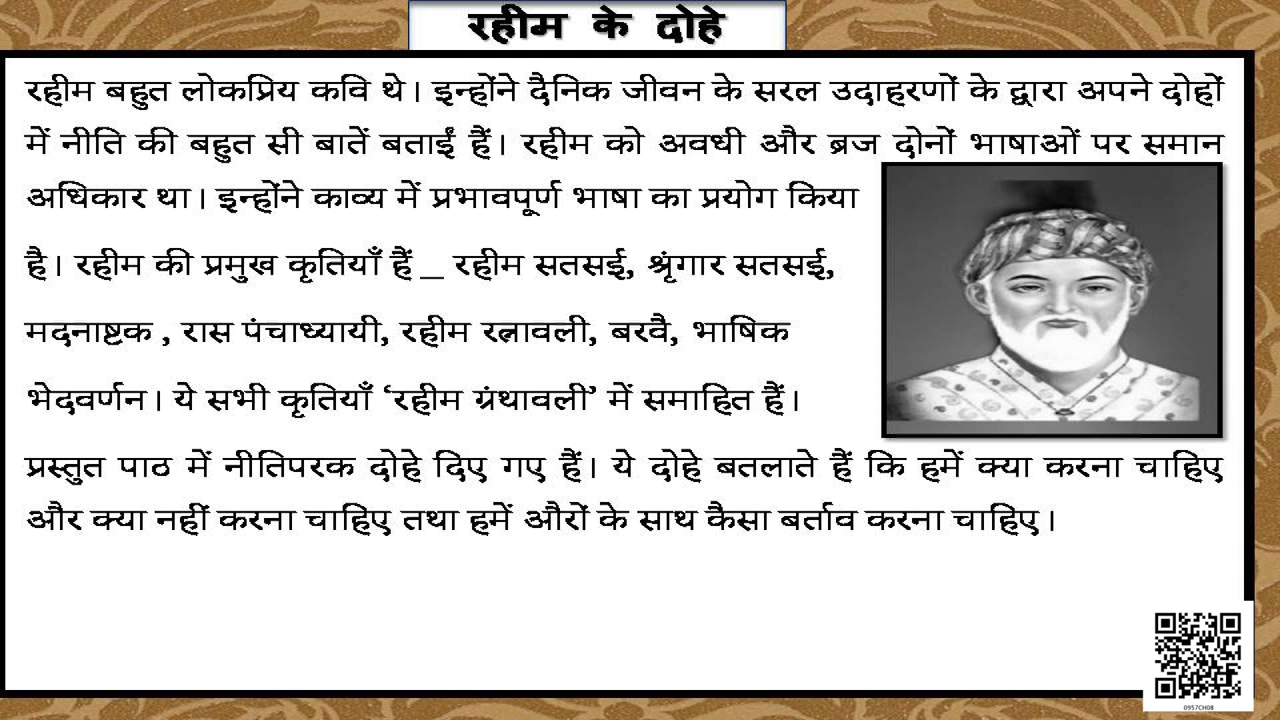 रहीम के दोहे
रहीम बहुत लोकप्रिय कवि थे। इन्होंने दैनिक जीवन के सरल उदाहरणों के द्वारा अपने दोहों
में नीति की बहुत सी बातें बताईं हैं। रहीम को अवधी और ब्रज दोनों भाषाओं पर समान
अधिकार था। इन्होंने काव्य में प्रभावपूर्ण भाषा का प्रयोग किया
है। रहीम की प्रमुख कृतियाँ हैं _ रहीम सतसई, श्रृंगार सतसई,
मदनाष्टक , रास पंचाध्यायी, रहीम रत्नावली, बरवै, भाषिक
भेदवर्णन। ये सभी कृतियाँ ‘रहीम ग्रंथावली’ में समाहित हैं।
प्रस्तुत पाठ में नीतिपरक दोहे दिए गए हैं। ये दोहे बतलाते हैं कि हमें क्या करना चाहिए
और क्या नहीं करना चाहिए तथा हमें औरों के साथ कैसा बर्ताव करना चाहिए।
0957CH08